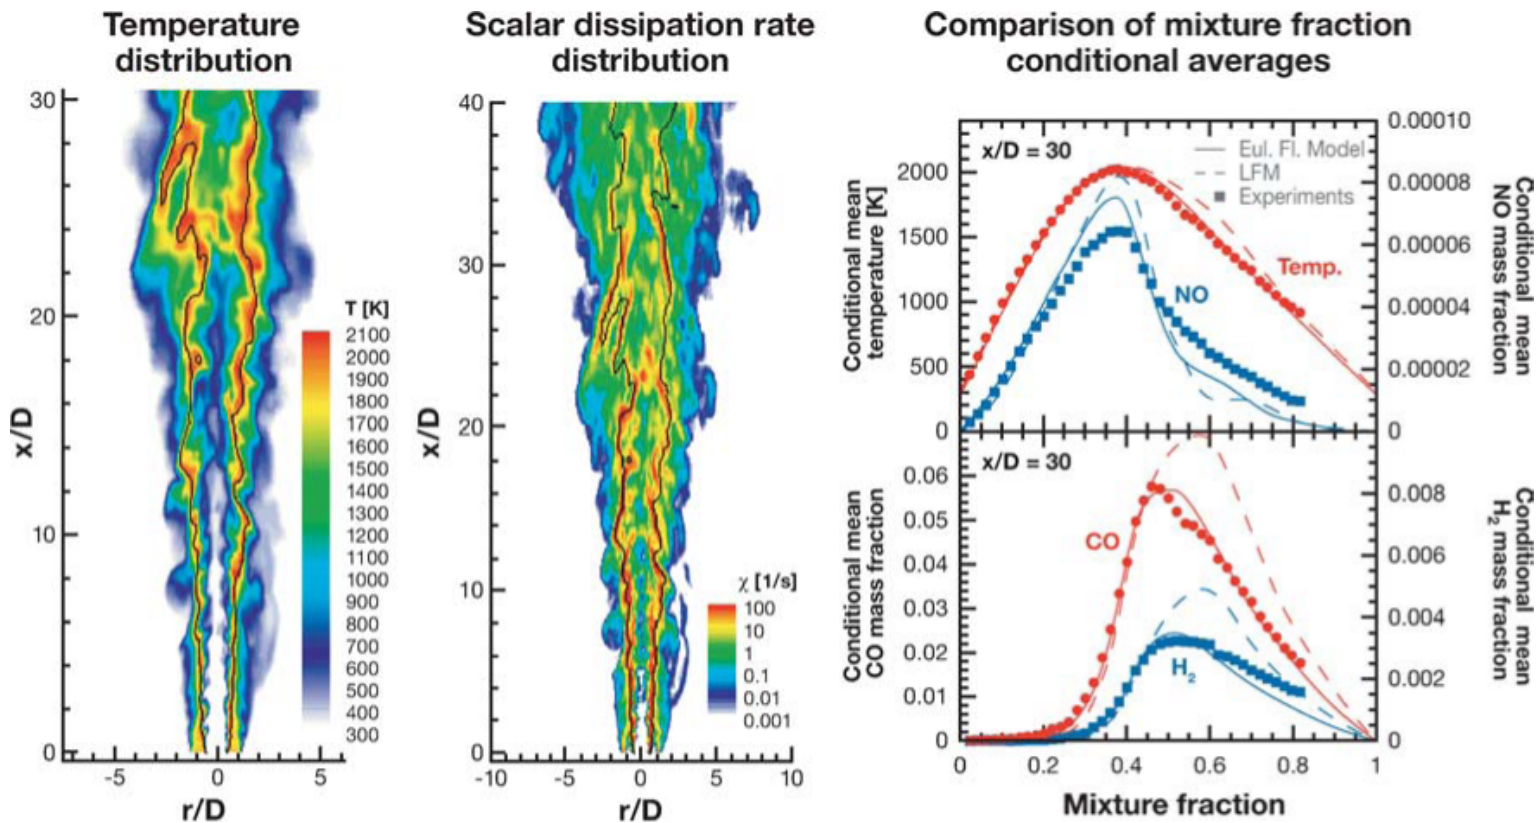 Temperature
distribution
30
20
10
0
x/D
-5
0
5
r/D
T [K]
2100
2000
1900
1800
1700
1600
1500
1400
1300
1200
1100
1000
900
800
700
600
500
400
300
Scalar dissipation rate
distribution
40
30
20
10
0
x/D
-10
-5
0
5
10
r/D
χ [1/s]
100
10
1
0.1
0.01
0.001
Comparison of mixture fraction
conditional averages
x/D = 30
Eul. Fl. Model
LFM
Experiments
Temp.
NO
2000
1500
1000
500
0
Conditional mean
temperature [K]
0.00010
0.00008
0.00006
0.00004
0.00002
0
Conditional mean
NO mass fraction
x/D = 30
CO
H₂
0.06
0.05
0.04
0.03
0.02
0.01
0
Conditional mean
CO mass fraction
0.008
0.006
0.004
0.002
0
Conditional mean
H₂ mass fraction
0
0.2
0.4
0.6
0.8
1
Mixture fraction